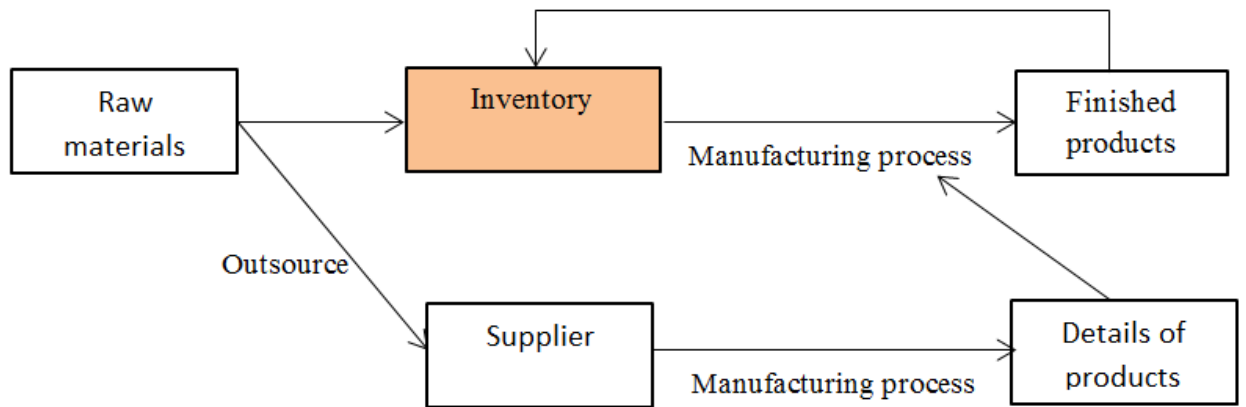 Raw
materials
Inventory
Finished
products
Manufacturing process
Outsource
Supplier
Details of
products
Manufacturing process